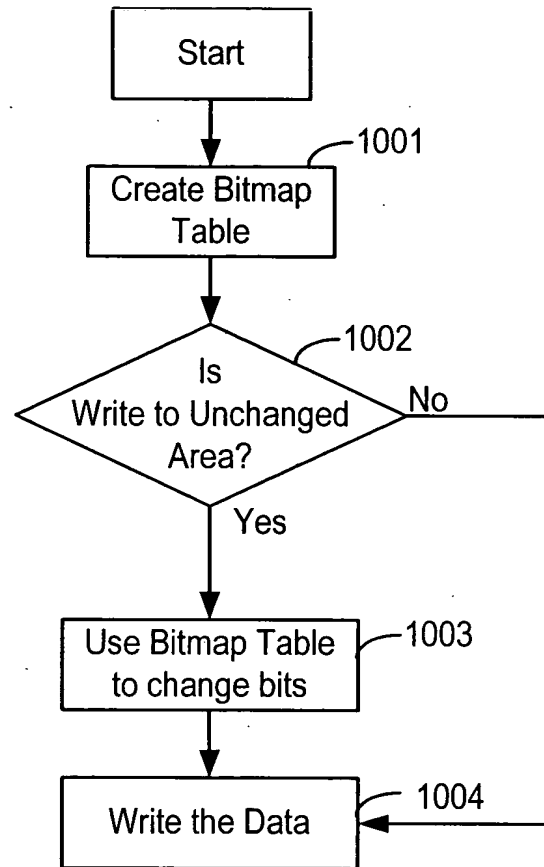 Start
1001
Create Bitmap
Table
1002
Is
Write to Unchanged
Area?
No
Yes
1003
Use Bitmap Table
to change bits
1004
Write the Data